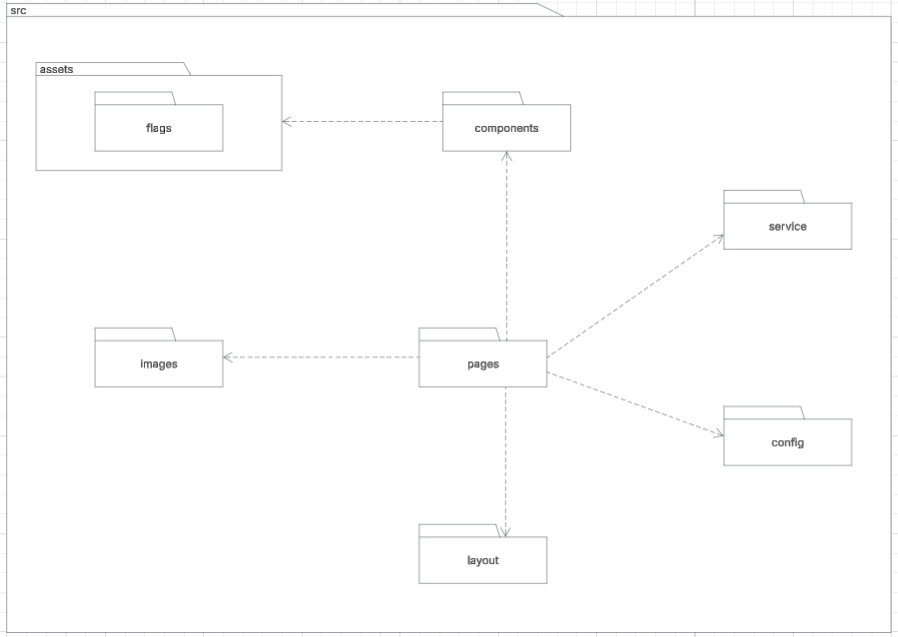 src
assets
flags
components
service
images
pages
config
layout